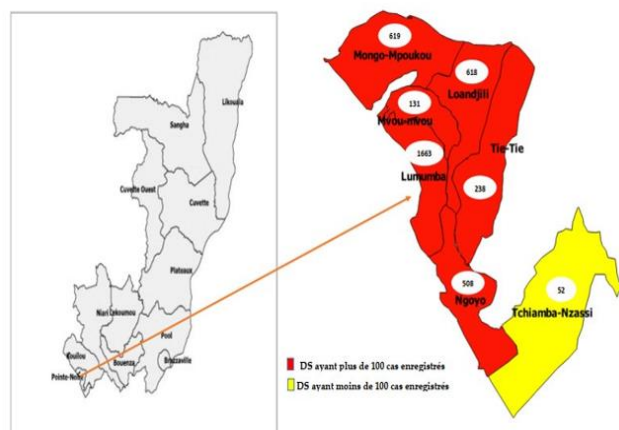 Likouala
Sangha
Cuvette Ouest
Cuvette
Plateaux
Niari
Lekoumou
Pool
Kouilou
Bouenza
Brazzaville
Pointe-Noire
619
Mongo-Mpoukou
618
Loandjili
131
Mvou-mvou
Tie-Tie
1663
Lumumba
238
508
Ngoyo
52
Tchiamba-Nzassi
DS ayant plus de 100 cas enregistrés
DS ayant moins de 100 cas enregistrés